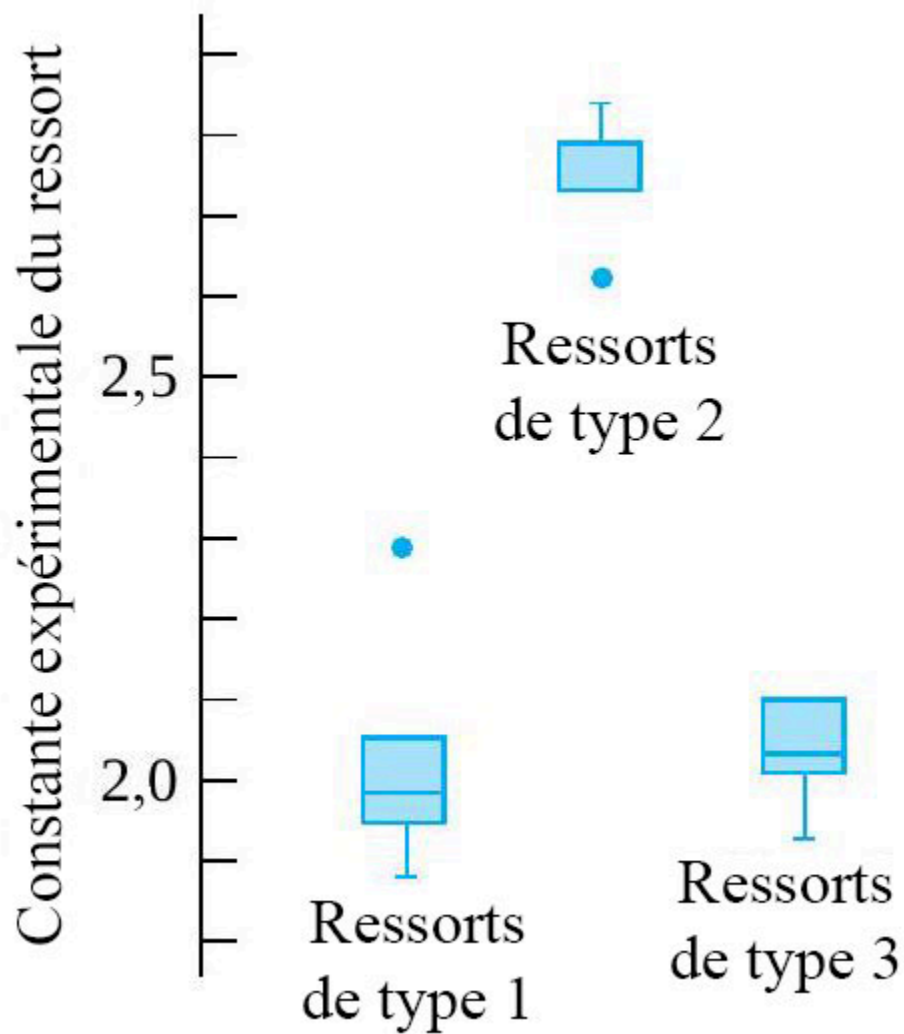 Constante expérimentale du ressort
2,5
2,0
Ressorts
de type 2
Ressorts
de type 1
Ressorts
de type 3